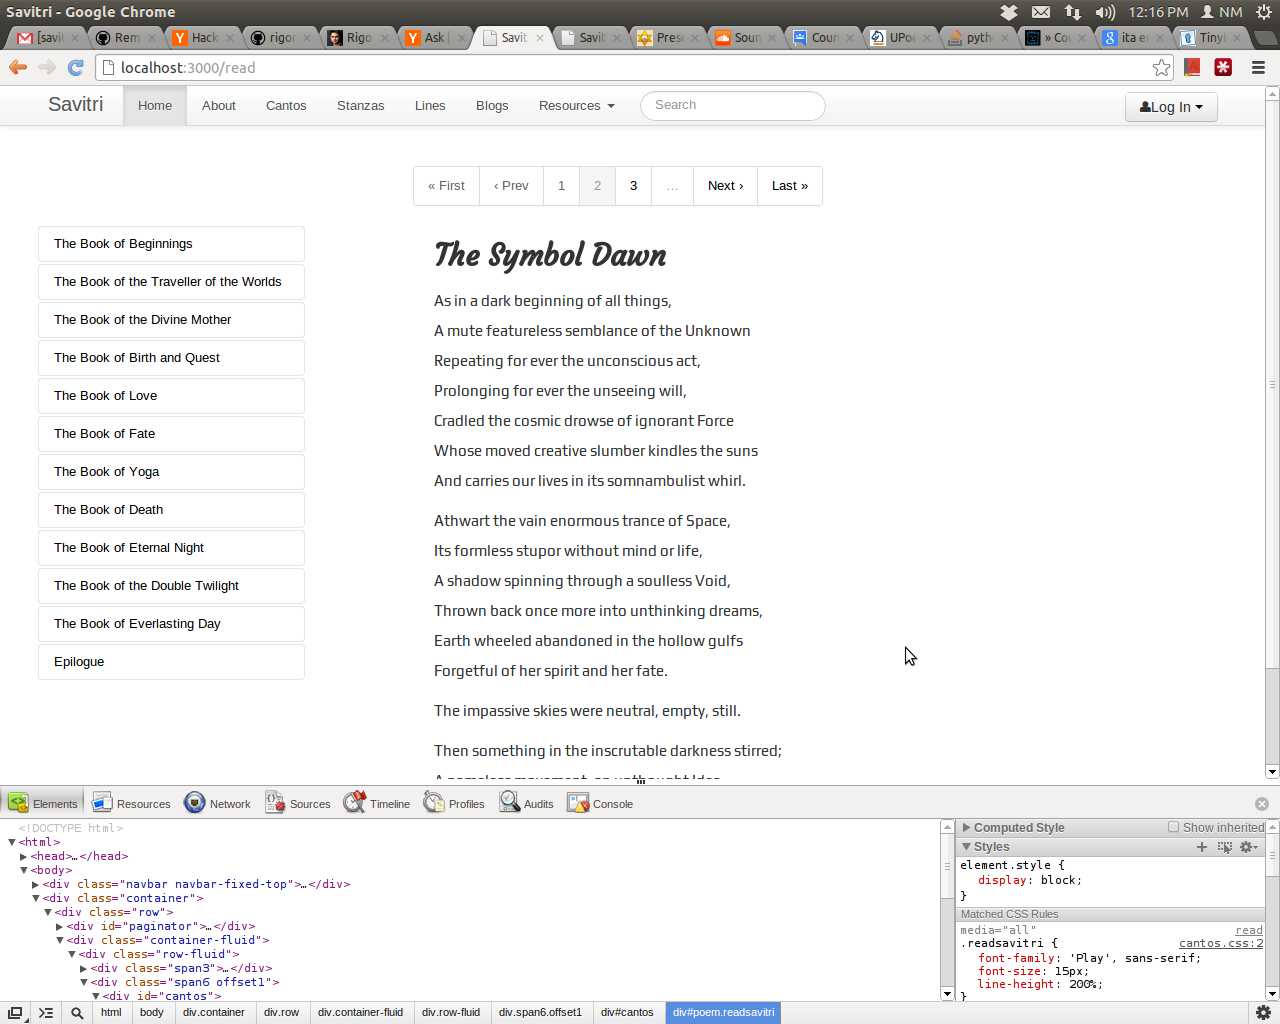 Savitri - Google Chrome
12:16 PM NM
[savit
Rem
Hack
rigor
Rigo
Ask |
Savit
Savit
Pres
Soun
Coun
UPo
pyth
» Co
ita e
Tiny
localhost:3000/read
Savitri Home About Cantos Stanzas Lines Blogs Resources Search Log In
« First ‹ Prev 1 2 3 … Next › Last »
The Book of Beginnings
The Book of the Traveller of the Worlds
The Book of the Divine Mother
The Book of Birth and Quest
The Book of Love
The Book of Fate
The Book of Yoga
The Book of Death
The Book of Eternal Night
The Book of the Double Twilight
The Book of Everlasting Day
Epilogue
The Symbol Dawn
As in a dark beginning of all things,
A mute featureless semblance of the Unknown
Repeating for ever the unconscious act,
Prolonging for ever the unseeing will,
Cradled the cosmic drowse of ignorant Force
Whose moved creative slumber kindles the suns
And carries our lives in its somnambulist whirl.
Athwart the vain enormous trance of Space,
Its formless stupor without mind or life,
A shadow spinning through a soulless Void,
Thrown back once more into unthinking dreams,
Earth wheeled abandoned in the hollow gulfs
Forgetful of her spirit and her fate.
The impassive skies were neutral, empty, still.
Then something in the inscrutable darkness stirred;
Elements Resources Network Sources Timeline Profiles Audits Console
<!DOCTYPE html>
▼<html>
▶<head>…</head>
▼<body>
▶<div class="navbar navbar-fixed-top">…</div>
▼<div class="container">
▼<div class="row">
▶<div id="paginator">…</div>
▼<div class="container-fluid">
▼<div class="row-fluid">
▶<div class="span3">…</div>
▼<div class="span6 offset1">
▼<div id="cantos">
▶ Computed Style Show inherited
▼ Styles
element.style {
display: block;
}
Matched CSS Rules
media="all" read
.readsavitri { cantos.css:2
font-family: 'Play', sans-serif;
font-size: 15px;
line-height: 200%;
}
html body div.container div.row div.container-fluid div.row-fluid div.span6.offset1 div#cantos div#poem.readsavitri